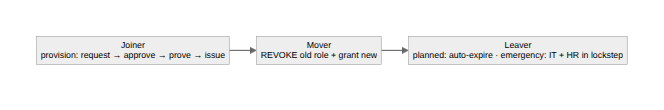 Joiner
provision: request → approve → prove → issue
Mover
REVOKE old role + grant new
Leaver
planned: auto-expire · emergency: IT + HR in lockstep